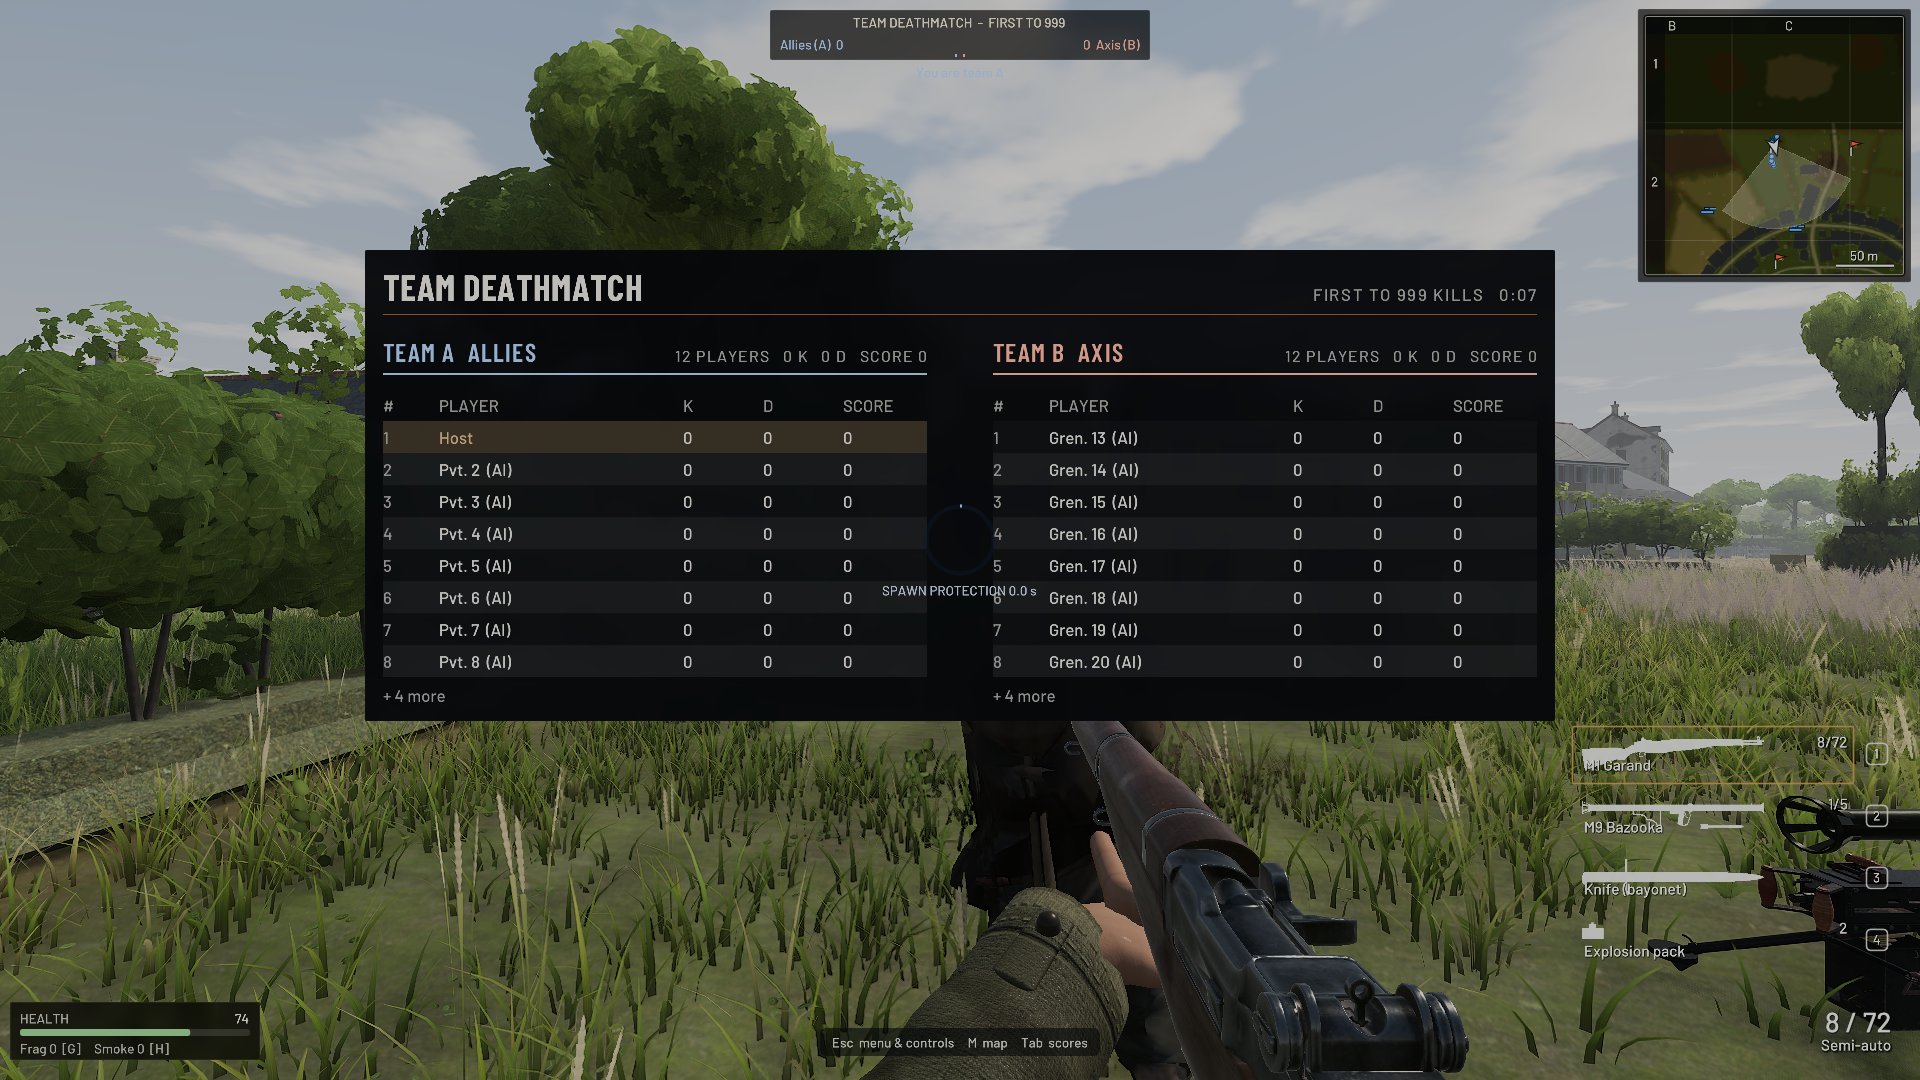 TEAM DEATHMATCH - FIRST TO 999
Allies (A) 0
0 Axis (B)
You are team A
B C
1
2
50 m
TEAM DEATHMATCH
FIRST TO 999 KILLS 0:07
TEAM A ALLIES 12 PLAYERS 0 K 0 D SCORE 0
# PLAYER K D SCORE
1 Host 0 0 0
2 Pvt. 2 (AI) 0 0 0
3 Pvt. 3 (AI) 0 0 0
4 Pvt. 4 (AI) 0 0 0
5 Pvt. 5 (AI) 0 0 0
6 Pvt. 6 (AI) 0 0 0
7 Pvt. 7 (AI) 0 0 0
8 Pvt. 8 (AI) 0 0 0
+ 4 more
TEAM B AXIS 12 PLAYERS 0 K 0 D SCORE 0
# PLAYER K D SCORE
1 Gren. 13 (AI) 0 0 0
2 Gren. 14 (AI) 0 0 0
3 Gren. 15 (AI) 0 0 0
4 Gren. 16 (AI) 0 0 0
5 Gren. 17 (AI) 0 0 0
6 Gren. 18 (AI) 0 0 0
7 Gren. 19 (AI) 0 0 0
8 Gren. 20 (AI) 0 0 0
+ 4 more
SPAWN PROTECTION 0.0 s
8/72
M1 Garand 1
1/5
M9 Bazooka 2
Knife (bayonet) 3
2
Explosion pack 4
8 / 72
Semi-auto
HEALTH 74
Frag 0 [G] Smoke 0 [H]
Esc menu & controls M map Tab scores